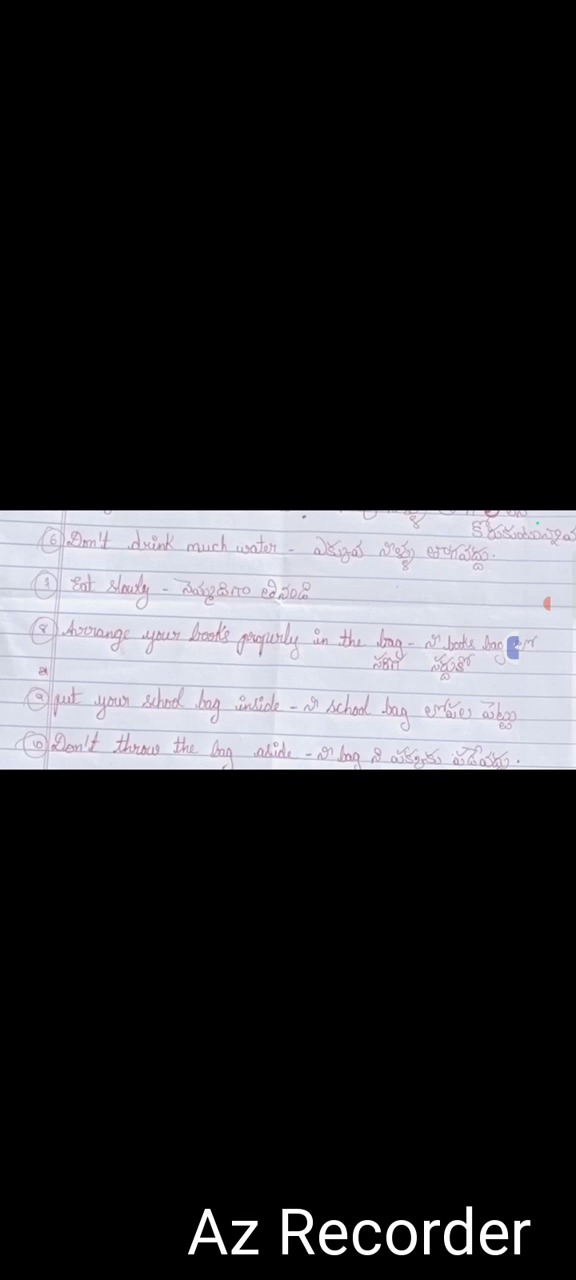 6 Don't drink much water - ఎక్కువ నీళ్ళు తాగవద్దు.
7 Eat slowly - నెమ్మదిగా తినండి
8 Arrange your books properly in the bag - నీ books bag లో
సరిగా సర్దుకో
9 put your school bag inside - నీ school bag లోపల పెట్టు
10 Don't throw the bag aside - నీ bag ని పక్కకు పడేయకు.
Az Recorder